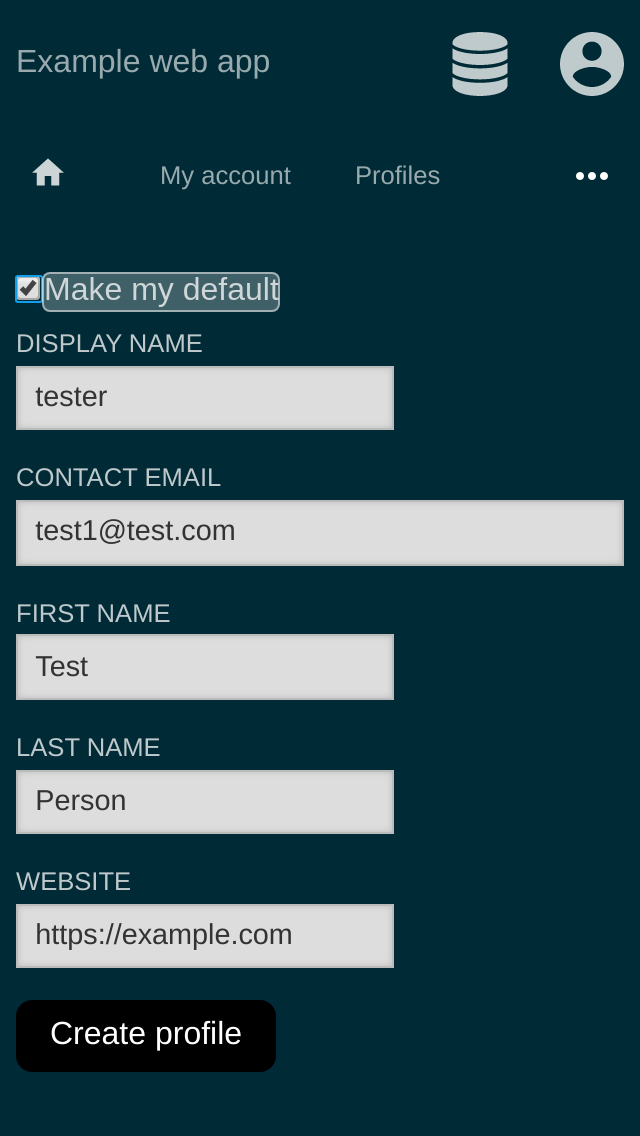 Example web app
My account Profiles
Make my default
DISPLAY NAME
tester
CONTACT EMAIL
test1@test.com
FIRST NAME
Test
LAST NAME
Person
WEBSITE
https://example.com
Create profile